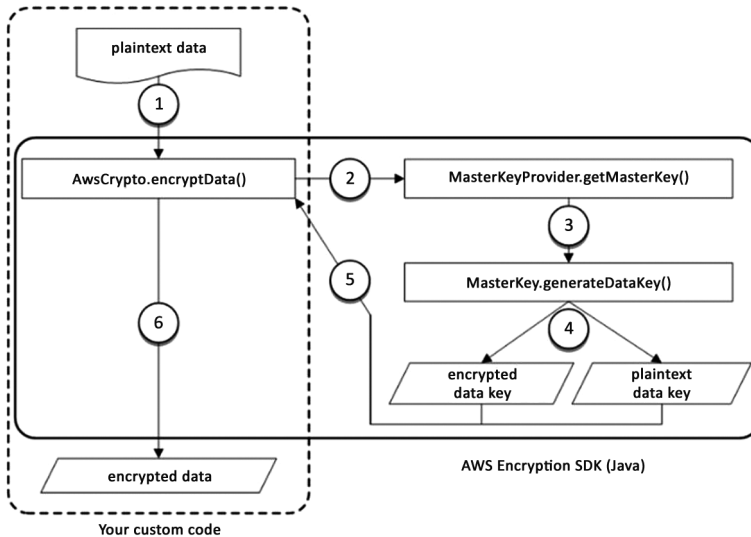 plaintext data
1
AwsCrypto.encryptData()
2
MasterKeyProvider.getMasterKey()
3
MasterKey.generateDataKey()
5
4
6
encrypted
data key
plaintext
data key
encrypted data
AWS Encryption SDK (Java)
Your custom code